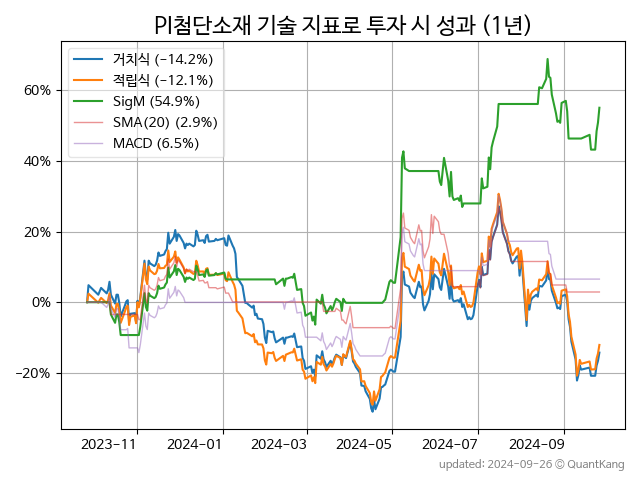 PI첨단소재 기술 지표로 투자 시 성과 (1년)
거치식 (-14.2%)
적립식 (-12.1%)
SigM (54.9%)
SMA(20) (2.9%)
MACD (6.5%)
60%
40%
20%
0%
-20%
2023-11 2024-01 2024-03 2024-05 2024-07 2024-09
updated: 2024-09-26 © QuantKang